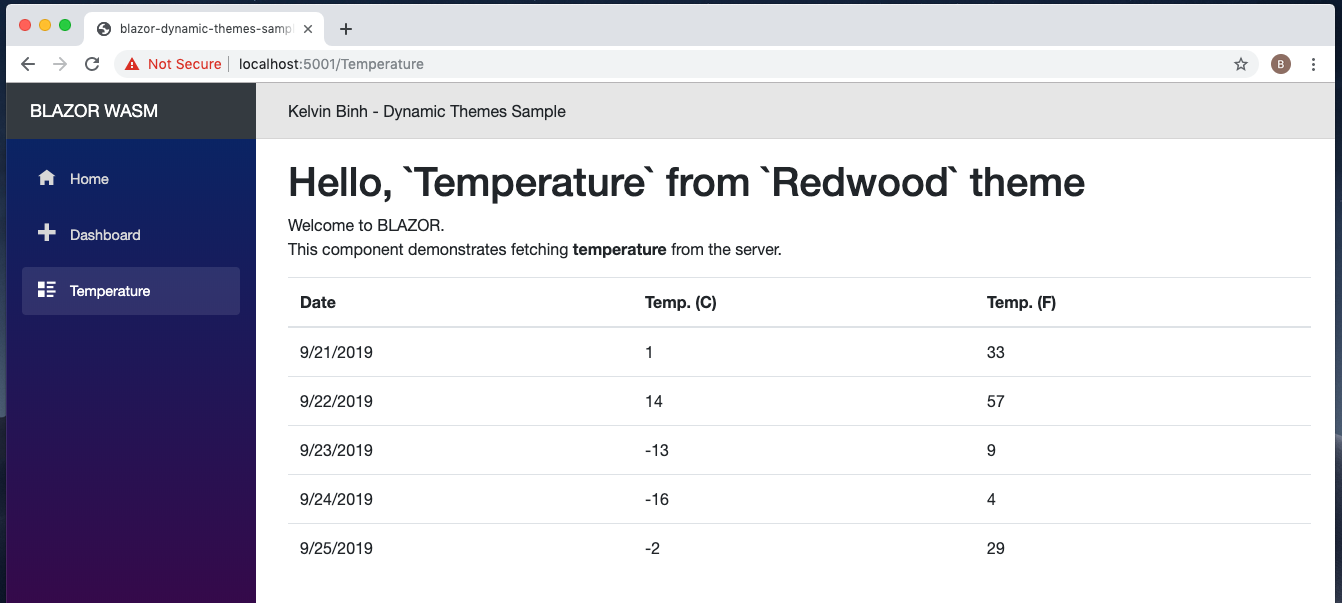 blazor-dynamic-themes-samp
Not Secure localhost:5001/Temperature
B
BLAZOR WASM
Kelvin Binh - Dynamic Themes Sample
Home
Dashboard
Temperature
Hello, `Temperature` from `Redwood` theme
Welcome to BLAZOR.
This component demonstrates fetching temperature from the server.
Date Temp. (C) Temp. (F)
9/21/2019 1 33
9/22/2019 14 57
9/23/2019 -13 9
9/24/2019 -16 4
9/25/2019 -2 29